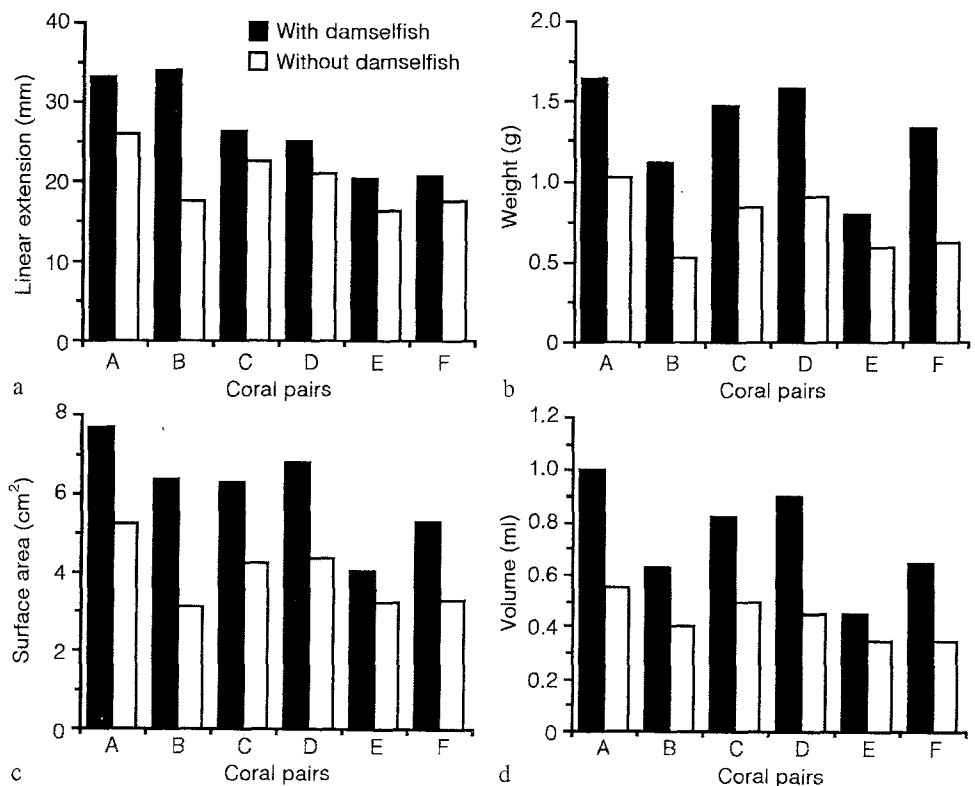 With damselfish
Without damselfish
Linear extension (mm)
40
30
20
10
0
A B C D E F
Coral pairs
a
Weight (g)
2.0
1.5
1.0
0.5
0
A B C D E F
Coral pairs
b
Surface area (cm²)
8
6
4
2
0
A B C D E F
Coral pairs
c
Volume (ml)
1.2
1.0
0.8
0.6
0.4
0.2
0
A B C D E F
Coral pairs
d